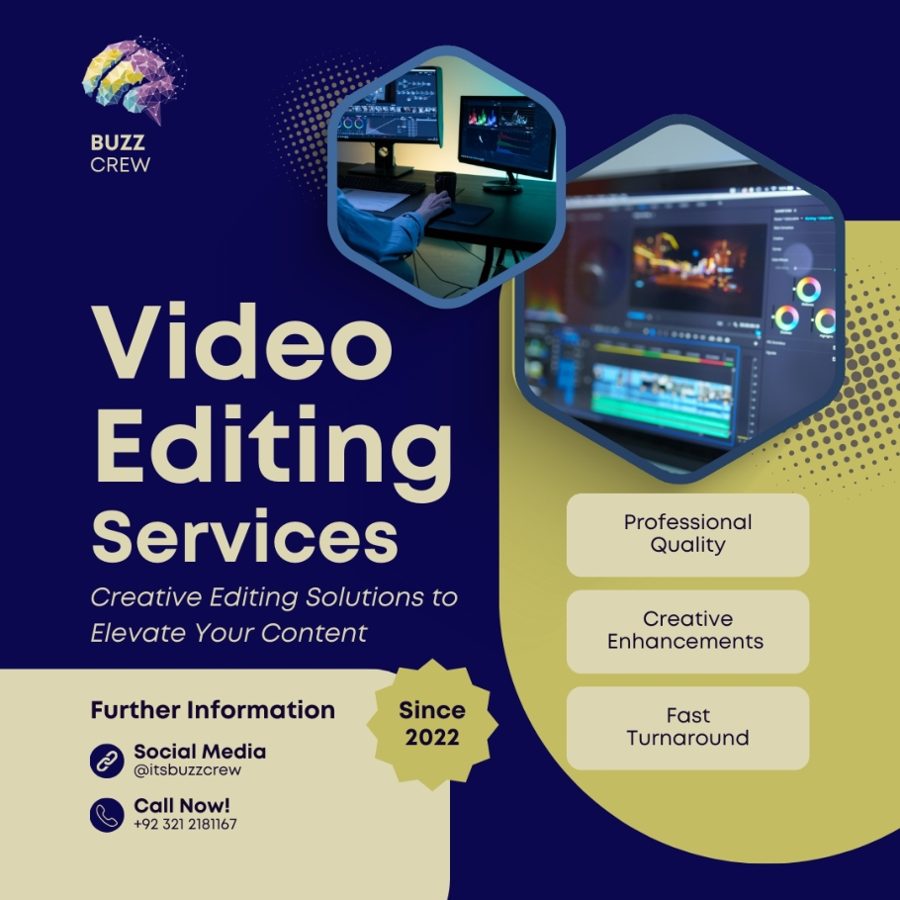 BUZZ
CREW
Video
Editing
Services
Creative Editing Solutions to
Elevate Your Content
Professional
Quality
Creative
Enhancements
Fast
Turnaround
Further Information
Social Media
@itsbuzzcrew
Call Now!
+92 321 2181167
Since
2022